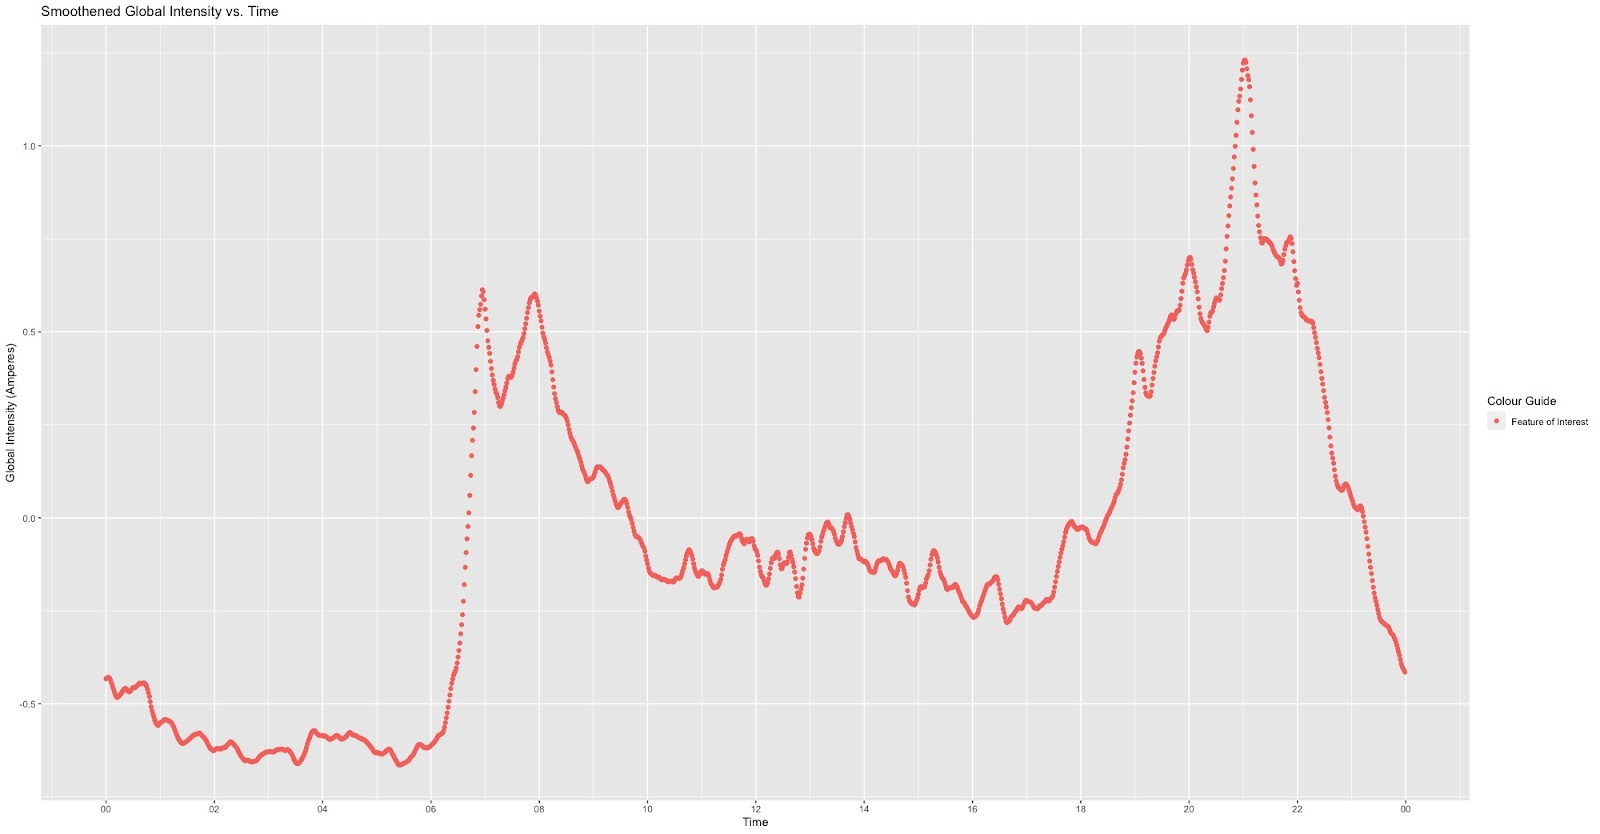 Smoothened Global Intensity vs. Time
1.0
0.5
0.0
-0.5
Global Intensity (Amperes)
00 02 04 06 08 10 12 14 16 18 20 22 00
Time
Colour Guide
Feature of Interest